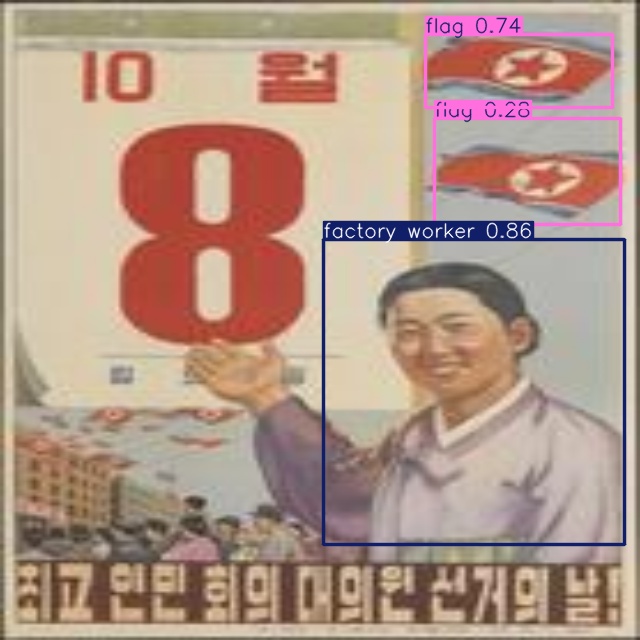 flag 0.74
flag 0.28
factory worker 0.86
10 월
8
최고 인민 회의 대의원 선거의 날!